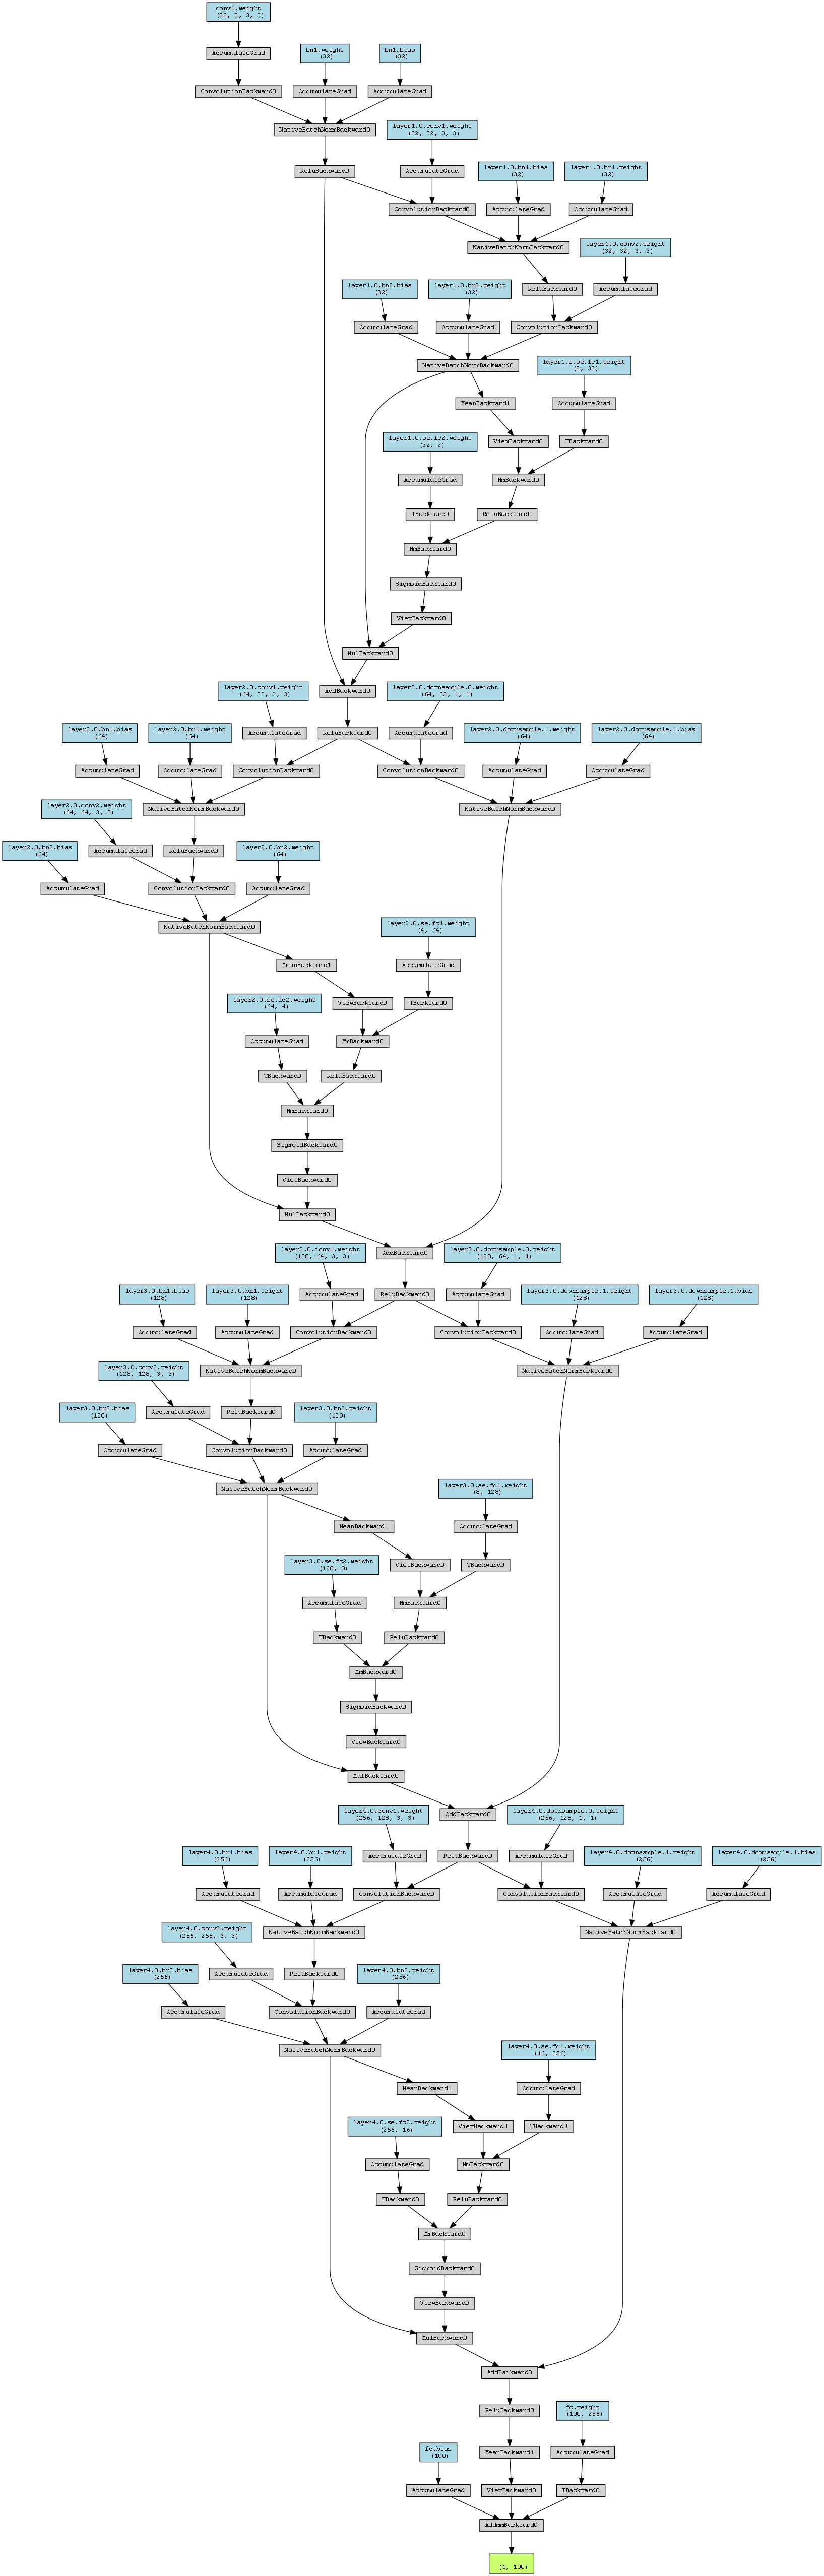 conv1.weight
(32, 3, 3, 3)
AccumulateGrad
bn1.weight
(32)
bn1.bias
(32)
ConvolutionBackward0
AccumulateGrad
AccumulateGrad
NativeBatchNormBackward0
layer1.0.conv1.weight
(32, 32, 3, 3)
ReluBackward0
AccumulateGrad
layer1.0.bn1.bias
(32)
layer1.0.bn1.weight
(32)
ConvolutionBackward0
AccumulateGrad
AccumulateGrad
NativeBatchNormBackward0
layer1.0.conv2.weight
(32, 32, 3, 3)
layer1.0.bn2.bias
(32)
layer1.0.bn2.weight
(32)
ReluBackward0
AccumulateGrad
AccumulateGrad
AccumulateGrad
ConvolutionBackward0
NativeBatchNormBackward0
layer1.0.se.fc1.weight
(2, 32)
MeanBackward1
AccumulateGrad
layer1.0.se.fc2.weight
(32, 2)
ViewBackward0
TBackward0
AccumulateGrad
MmBackward0
TBackward0
ReluBackward0
MmBackward0
SigmoidBackward0
ViewBackward0
MulBackward0
layer2.0.conv1.weight
(64, 32, 3, 3)
AddBackward0
layer2.0.downsample.0.weight
(64, 32, 1, 1)
layer2.0.bn1.bias
(64)
layer2.0.bn1.weight
(64)
AccumulateGrad
ReluBackward0
AccumulateGrad
layer2.0.downsample.1.weight
(64)
layer2.0.downsample.1.bias
(64)
AccumulateGrad
AccumulateGrad
ConvolutionBackward0
ConvolutionBackward0
AccumulateGrad
AccumulateGrad
layer2.0.conv2.weight
(64, 64, 3, 3)
NativeBatchNormBackward0
NativeBatchNormBackward0
layer2.0.bn2.bias
(64)
AccumulateGrad
ReluBackward0
layer2.0.bn2.weight
(64)
AccumulateGrad
ConvolutionBackward0
AccumulateGrad
NativeBatchNormBackward0
layer2.0.se.fc1.weight
(4, 64)
MeanBackward1
AccumulateGrad
layer2.0.se.fc2.weight
(64, 4)
ViewBackward0
TBackward0
AccumulateGrad
MmBackward0
TBackward0
ReluBackward0
MmBackward0
SigmoidBackward0
ViewBackward0
MulBackward0
layer3.0.conv1.weight
(128, 64, 3, 3)
AddBackward0
layer3.0.downsample.0.weight
(128, 64, 1, 1)
layer3.0.bn1.bias
(128)
layer3.0.bn1.weight
(128)
AccumulateGrad
ReluBackward0
AccumulateGrad
layer3.0.downsample.1.weight
(128)
layer3.0.downsample.1.bias
(128)
AccumulateGrad
AccumulateGrad
ConvolutionBackward0
ConvolutionBackward0
AccumulateGrad
AccumulateGrad
layer3.0.conv2.weight
(128, 128, 3, 3)
NativeBatchNormBackward0
NativeBatchNormBackward0
layer3.0.bn2.bias
(128)
AccumulateGrad
ReluBackward0
layer3.0.bn2.weight
(128)
AccumulateGrad
ConvolutionBackward0
AccumulateGrad
NativeBatchNormBackward0
layer3.0.se.fc1.weight
(8, 128)
MeanBackward1
AccumulateGrad
layer3.0.se.fc2.weight
(128, 8)
ViewBackward0
TBackward0
AccumulateGrad
MmBackward0
TBackward0
ReluBackward0
MmBackward0
SigmoidBackward0
ViewBackward0
MulBackward0
layer4.0.conv1.weight
(256, 128, 3, 3)
AddBackward0
layer4.0.downsample.0.weight
(256, 128, 1, 1)
layer4.0.bn1.bias
(256)
layer4.0.bn1.weight
(256)
AccumulateGrad
ReluBackward0
AccumulateGrad
layer4.0.downsample.1.weight
(256)
layer4.0.downsample.1.bias
(256)
AccumulateGrad
AccumulateGrad
ConvolutionBackward0
ConvolutionBackward0
AccumulateGrad
AccumulateGrad
layer4.0.conv2.weight
(256, 256, 3, 3)
NativeBatchNormBackward0
NativeBatchNormBackward0
layer4.0.bn2.bias
(256)
AccumulateGrad
ReluBackward0
layer4.0.bn2.weight
(256)
AccumulateGrad
ConvolutionBackward0
AccumulateGrad
NativeBatchNormBackward0
layer4.0.se.fc1.weight
(16, 256)
MeanBackward1
AccumulateGrad
layer4.0.se.fc2.weight
(256, 16)
ViewBackward0
TBackward0
AccumulateGrad
MmBackward0
TBackward0
ReluBackward0
MmBackward0
SigmoidBackward0
ViewBackward0
MulBackward0
AddBackward0
ReluBackward0
fc.weight
(100, 256)
fc.bias
(100)
MeanBackward1
AccumulateGrad
AccumulateGrad
ViewBackward0
TBackward0
AddmmBackward0
(1, 100)